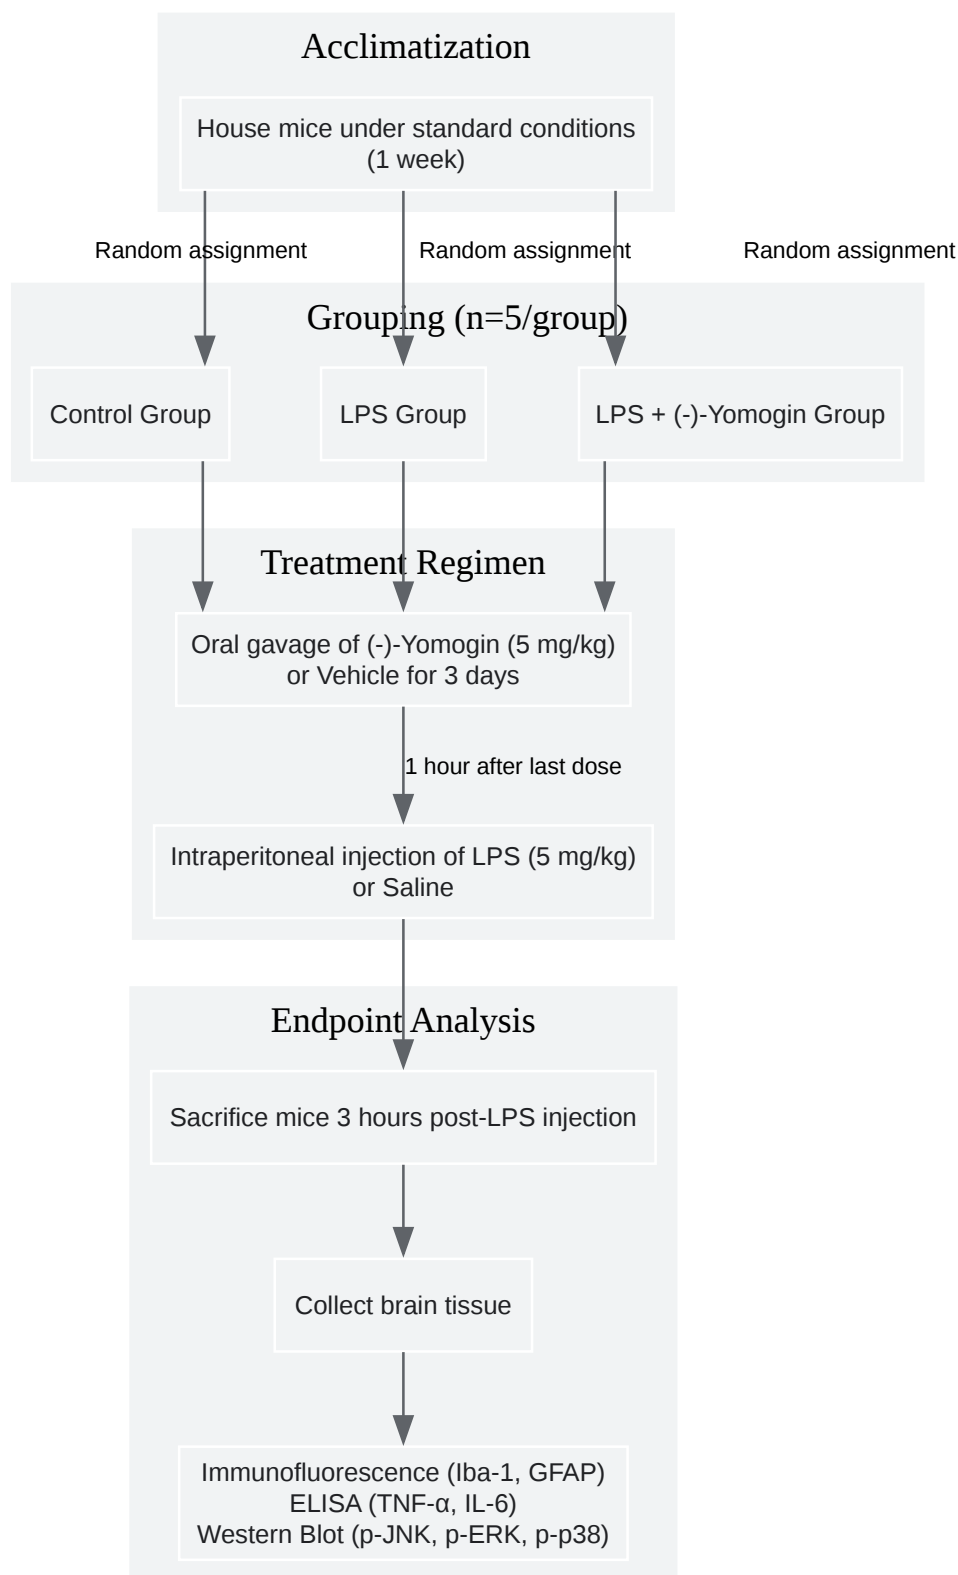 Acclimatization
House mice under standard conditions
(1 week)
Random assignment
Random assignment
Random assignment
Grouping (n=5/group)
Control Group
LPS Group
LPS + (-)-Yomogin Group
Treatment Regimen
Oral gavage of (-)-Yomogin (5 mg/kg)
or Vehicle for 3 days
1 hour after last dose
Intraperitoneal injection of LPS (5 mg/kg)
or Saline
Endpoint Analysis
Sacrifice mice 3 hours post-LPS injection
Collect brain tissue
Immunofluorescence (Iba-1, GFAP)
ELISA (TNF-α, IL-6)
Western Blot (p-JNK, p-ERK, p-p38)